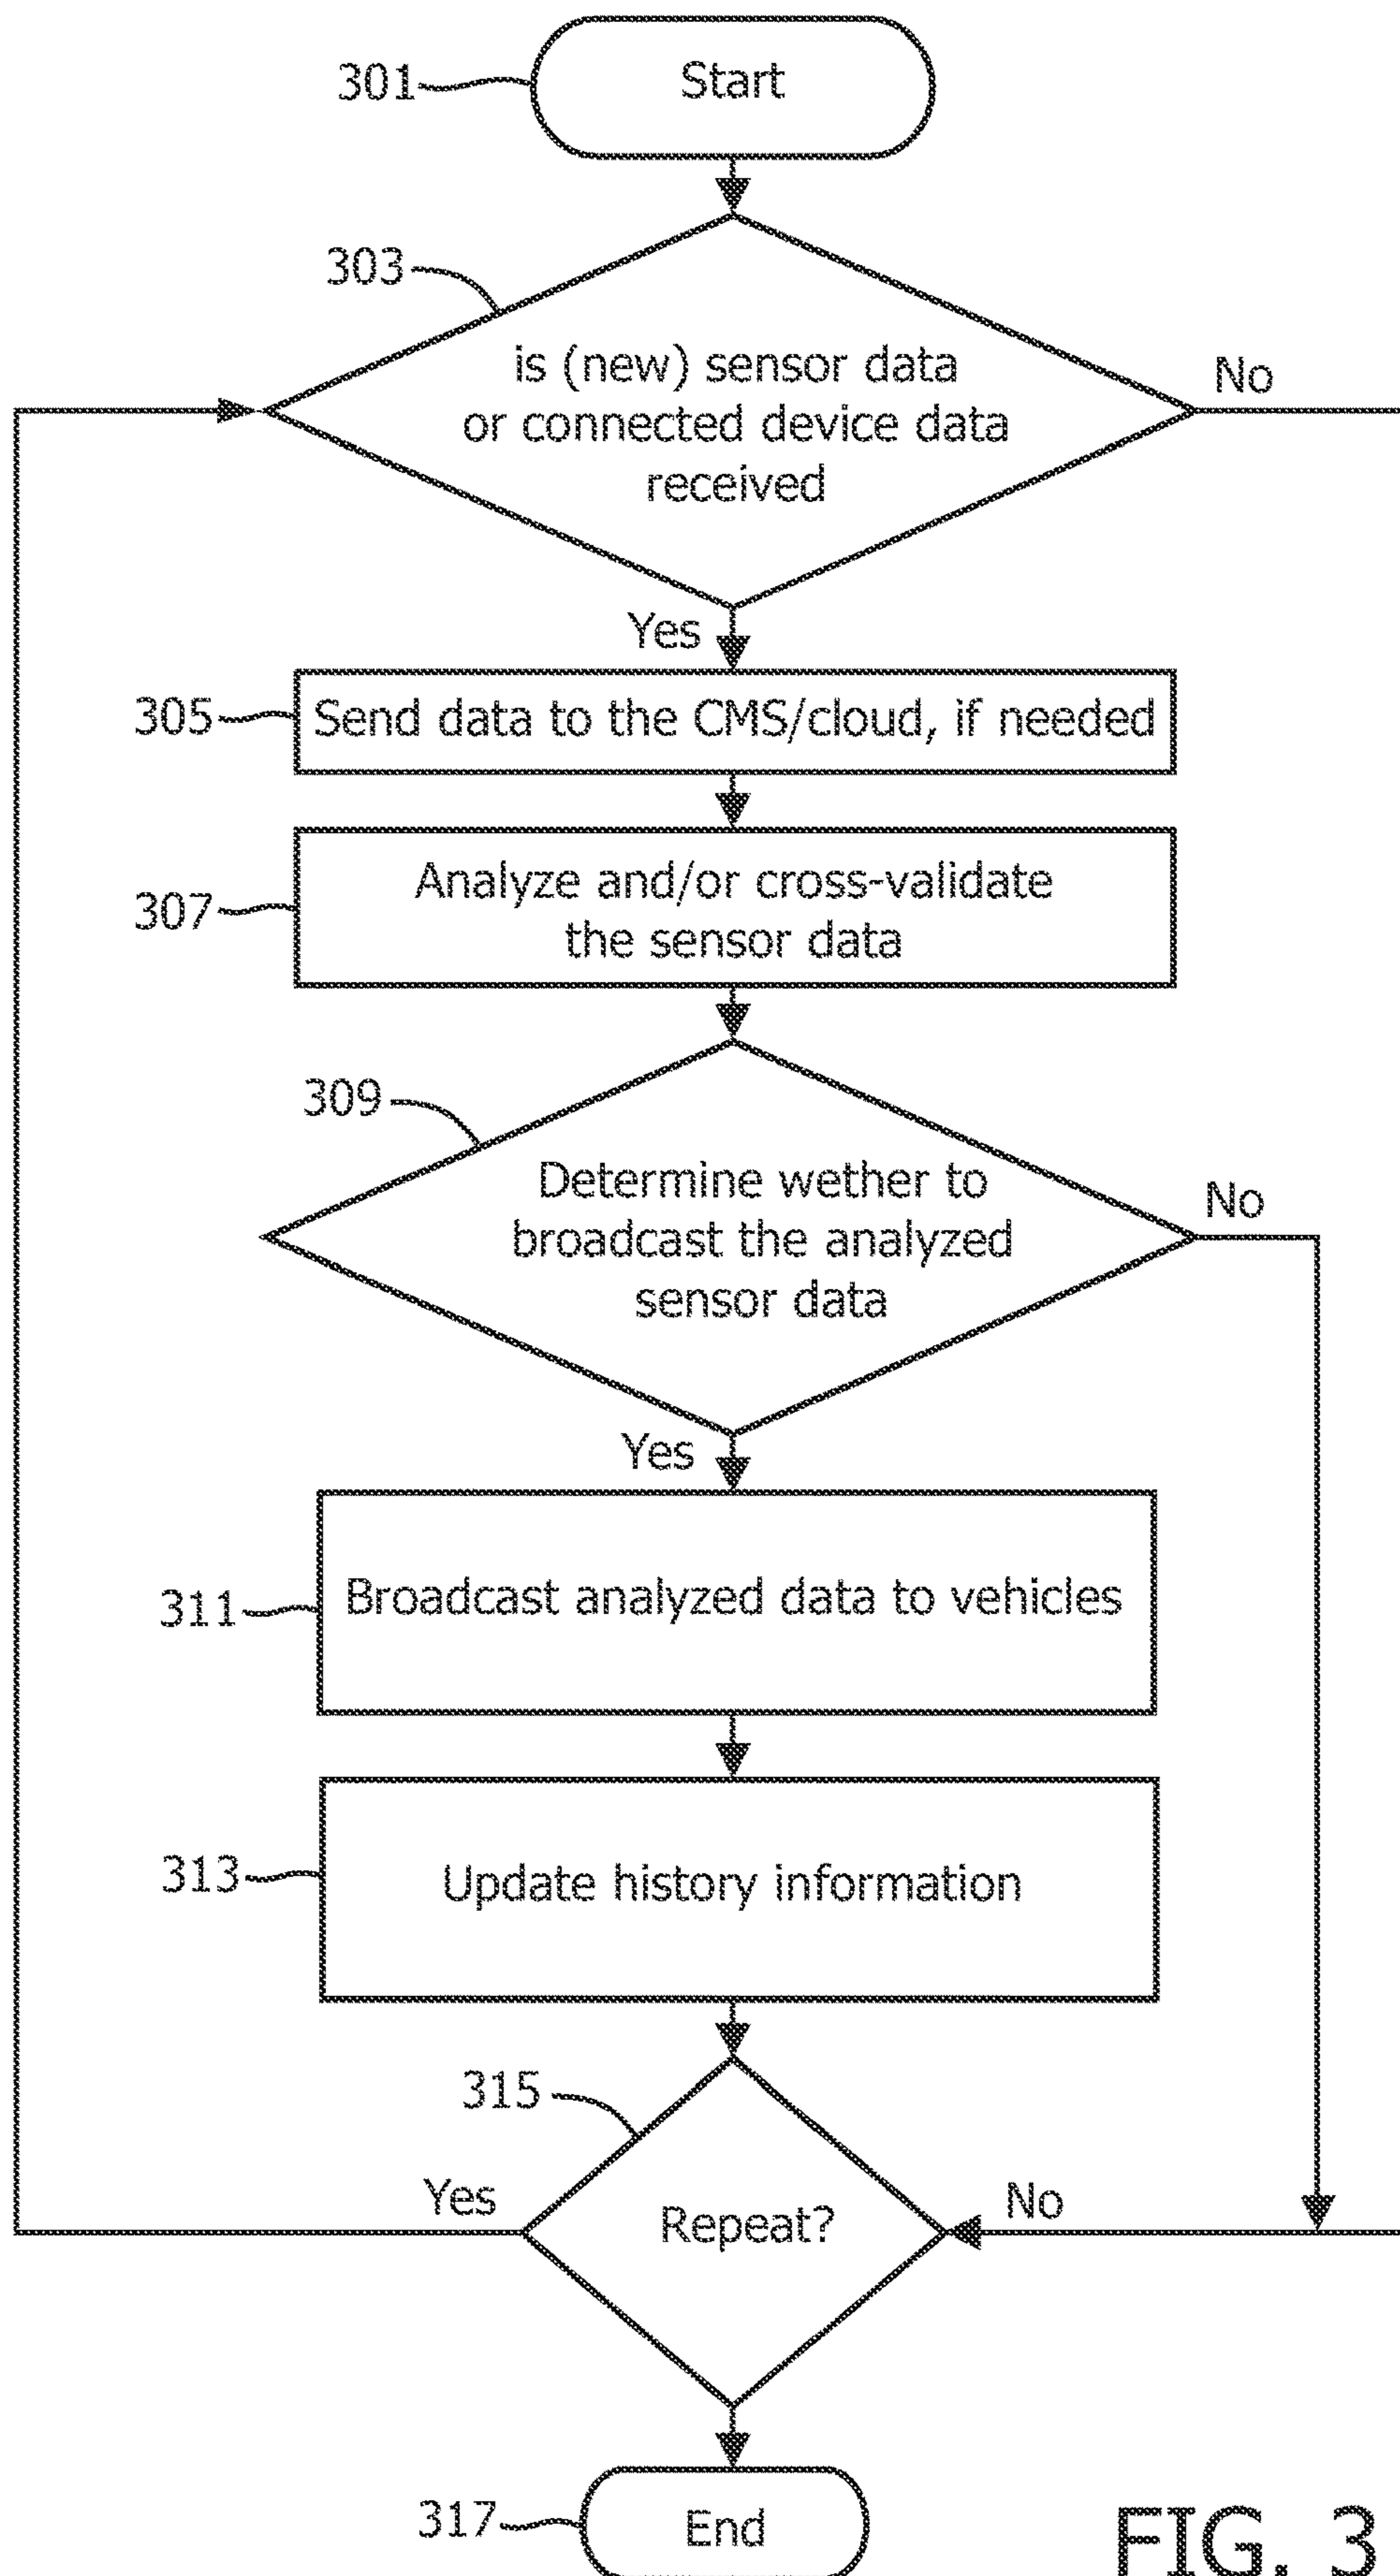 301
Start
303
is (new) sensor data
or connected device data
received
No
Yes
305
Send data to the CMS/cloud, if needed
307
Analyze and/or cross-validate
the sensor data
309
Determine wether to
broadcast the analyzed
sensor data
No
Yes
311
Broadcast analyzed data to vehicles
313
Update history information
315
Yes
Repeat?
No
317
End
FIG. 3